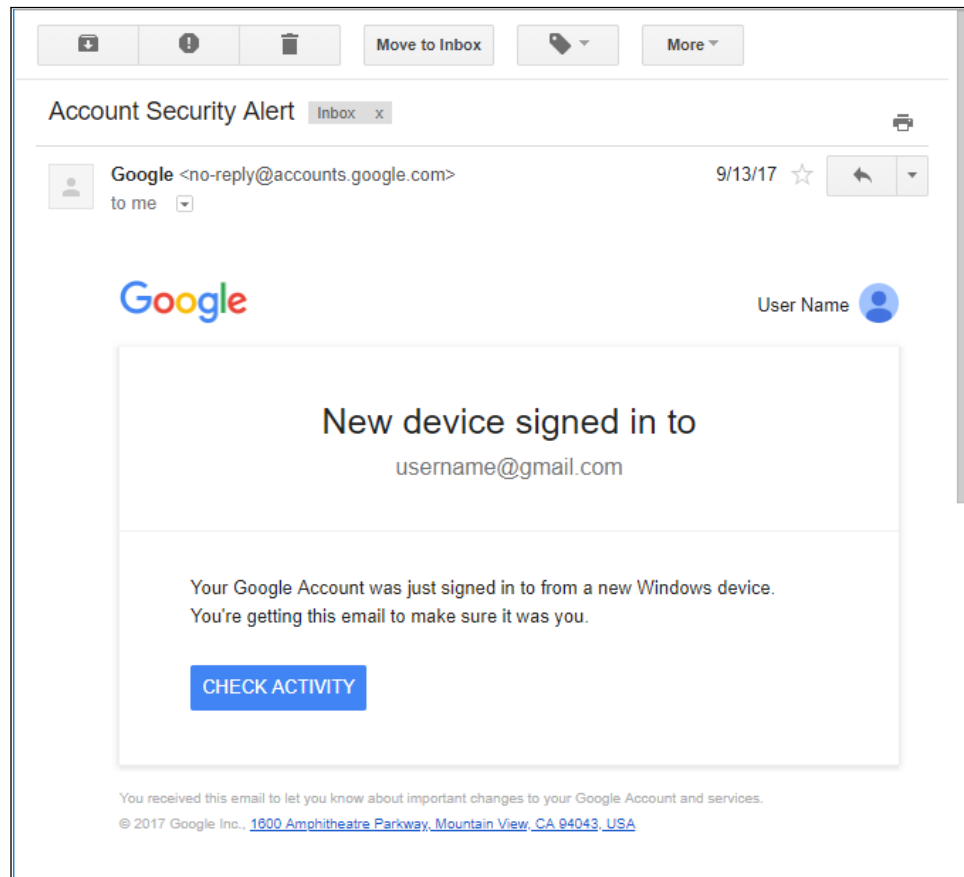 Move to Inbox
More
Account Security Alert Inbox x
Google <no-reply@accounts.google.com> 9/13/17
to me
Google User Name
New device signed in to
username@gmail.com
Your Google Account was just signed in to from a new Windows device.
You're getting this email to make sure it was you.
CHECK ACTIVITY
You received this email to let you know about important changes to your Google Account and services.
© 2017 Google Inc., 1600 Amphitheatre Parkway, Mountain View, CA 94043, USA